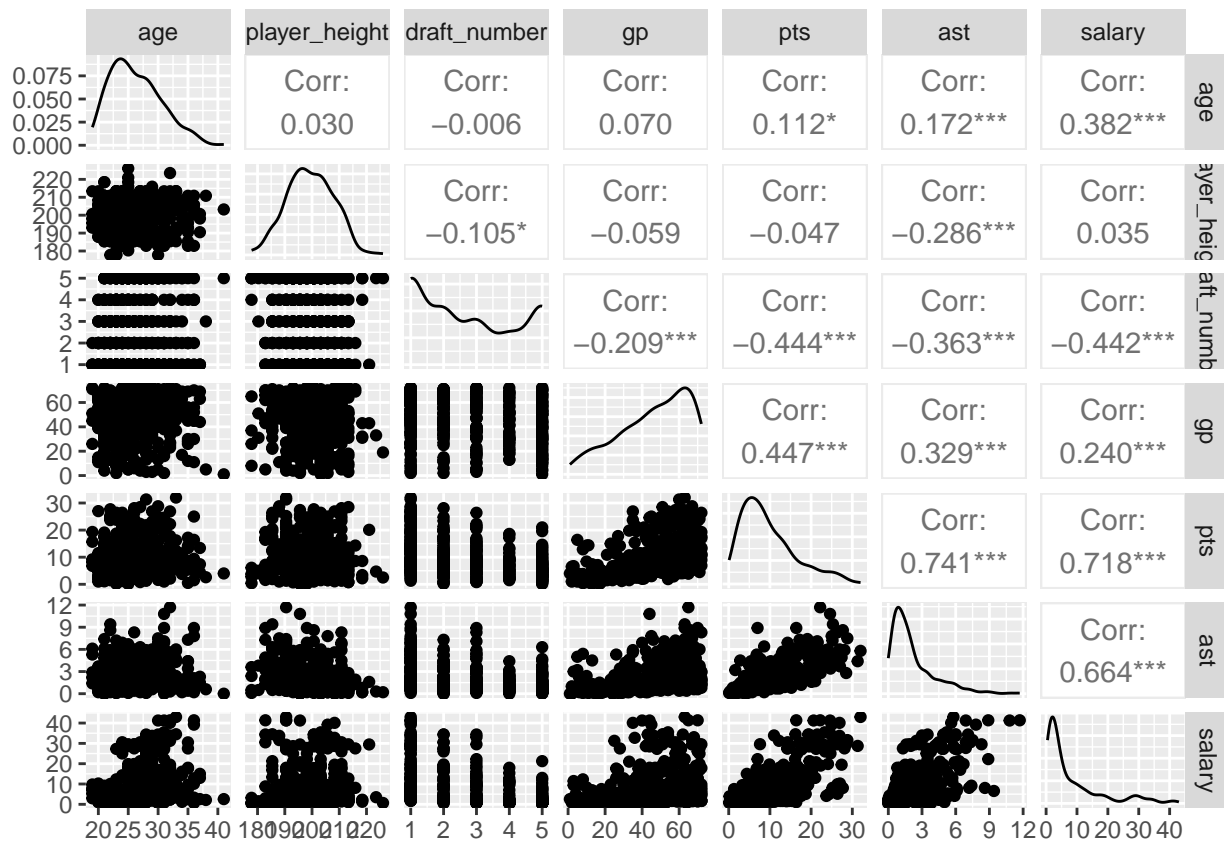 age player_height draft_number gp pts ast salary
0.075
0.050
0.025
0.000
Corr:
0.030
Corr:
−0.006
Corr:
0.070
Corr:
0.112*
Corr:
0.172***
Corr:
0.382***
age
220
210
200
190
180
Corr:
−0.105*
Corr:
−0.059
Corr:
−0.047
Corr:
−0.286***
Corr:
0.035
ayer_heig
5
4
3
2
1
Corr:
−0.209***
Corr:
−0.444***
Corr:
−0.363***
Corr:
−0.442***
aft_numb
60
40
20
0
Corr:
0.447***
Corr:
0.329***
Corr:
0.240***
gp
30
20
10
0
Corr:
0.741***
Corr:
0.718***
pts
12
9
6
3
0
Corr:
0.664***
ast
40
30
20
10
0
salary
20 25 30 35 40 180 190 200 210 220 1 2 3 4 5 0 20 40 60 0 10 20 30 0 3 6 9 12 0 10 20 30 40